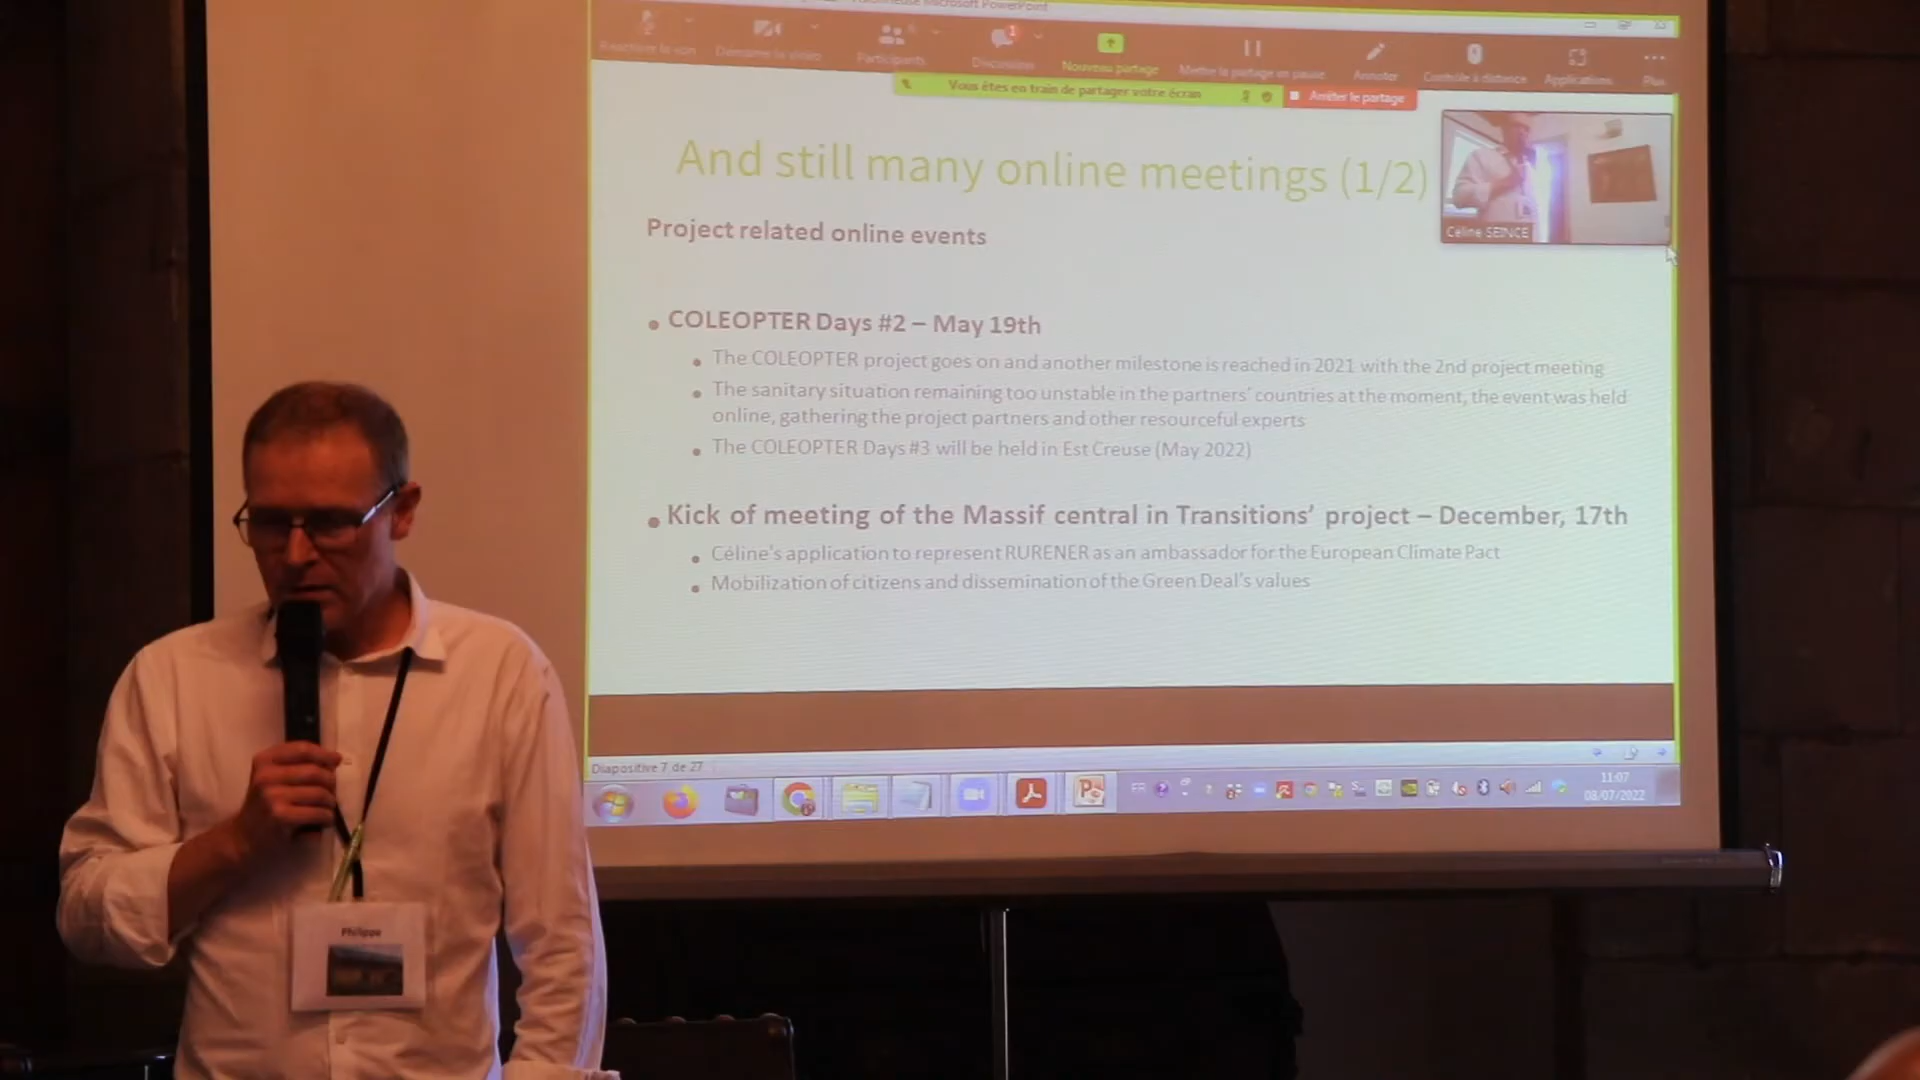 Microsoft PowerPoint
Réactiver le son
Démarrer la vidéo
Participants
Discussion
1
Nouveau partage
Mettre le partage en pause
Annoter
Contrôle à distance
Applications
Plus
Vous êtes en train de partager votre écran
Arrêter le partage
And still many online meetings (1/2)
Céline SEINCE
Project related online events
COLEOPTER Days #2 – May 19th
The COLEOPTER project goes on and another milestone is reached in 2021 with the 2nd project meeting
The sanitary situation remaining too unstable in the partners' countries at the moment, the event was held
online, gathering the project partners and other resourceful experts
The COLEOPTER Days #3 will be held in Est Creuse (May 2022)
Kick of meeting of the Massif central in Transitions' project – December, 17th
Céline's application to represent RURENER as an ambassador for the European Climate Pact
Mobilization of citizens and dissemination of the Green Deal's values
Diapositive 7 de 27
FR
11:07
08/07/2022
Philippe